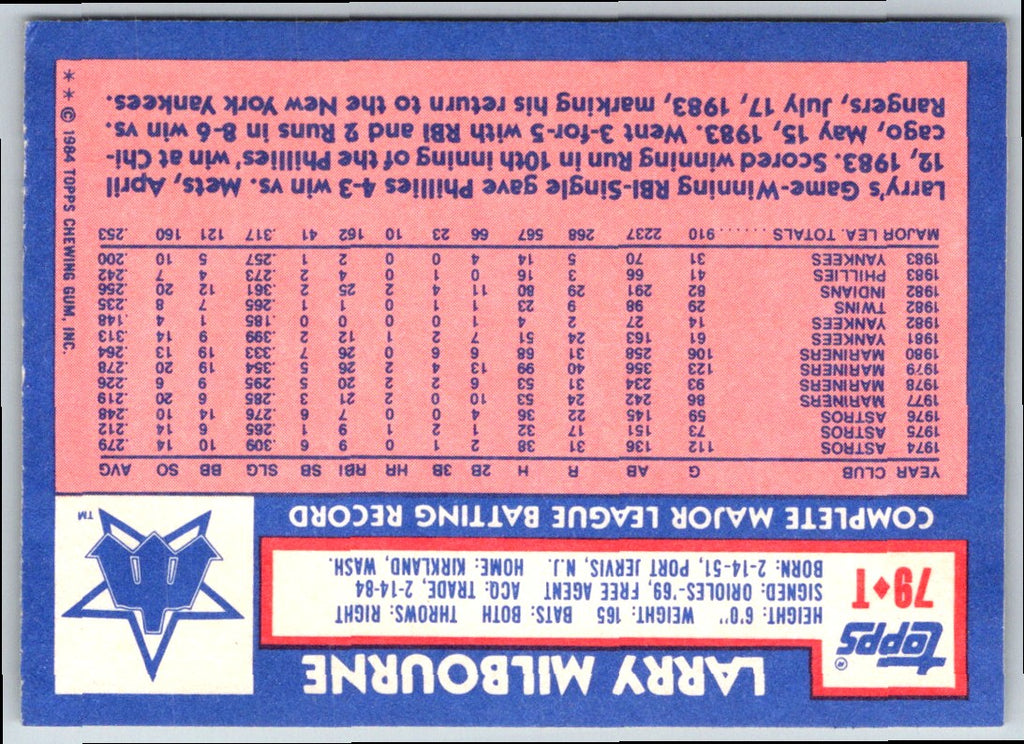 LARRY MILBOURNE
topps®
79♦T
HEIGHT: 6'0" WEIGHT: 165 BATS: BOTH THROWS: RIGHT
SIGNED: ORIOLES-'69, FREE AGENT ACQ: TRADE, 2-14-84
BORN: 2-14-51, PORT JERVIS, N.J. HOME: KIRKLAND, WASH.
TM
COMPLETE MAJOR LEAGUE BATTING RECORD
YEAR CLUB G AB R H 2B 3B HR RBI SB SLG BB SO AVG
1974 ASTROS 112 136 31 38 2 1 0 9 6 .309 10 14 .279
1975 ASTROS 73 151 17 32 1 2 1 9 1 .265 6 14 .212
1976 ASTROS 59 145 22 36 4 0 0 7 6 .276 14 10 .248
1977 MARINERS 86 242 24 53 10 0 2 21 3 .285 6 20 .219
1978 MARINERS 93 234 31 53 6 2 2 20 5 .295 9 6 .226
1979 MARINERS 123 356 40 99 13 4 2 26 5 .354 19 20 .278
1980 MARINERS 106 258 31 68 6 6 0 26 7 .333 19 13 .264
1981 YANKEES 61 163 24 51 7 2 1 12 2 .399 9 14 .313
1982 YANKEES 14 27 2 4 1 0 0 0 0 .185 1 4 .148
1982 TWINS 29 98 9 23 1 1 0 1 1 .265 7 8 .235
1982 INDIANS 82 291 29 80 11 4 2 25 2 .361 12 20 .256
1983 PHILLIES 41 66 3 16 0 1 0 4 2 .273 4 7 .242
1983 YANKEES 31 70 5 14 4 0 0 2 1 .257 5 10 .200
MAJOR LEA. TOTALS ...... 910 2237 268 567 66 23 10 162 41 .317 121 160 .253
Larry's Game-Winning RBI-Single gave Phillies 4-3 win vs. Mets, April
12, 1983. Scored winning Run in 10th inning of the Phillies' win at Chi-
cago, May 15, 1983. Went 3-for-5 with RBI and 2 Runs in 8-6 win vs.
Rangers, July 17, 1983, marking his return to the New York Yankees.
** © 1984 TOPPS CHEWING GUM, INC.